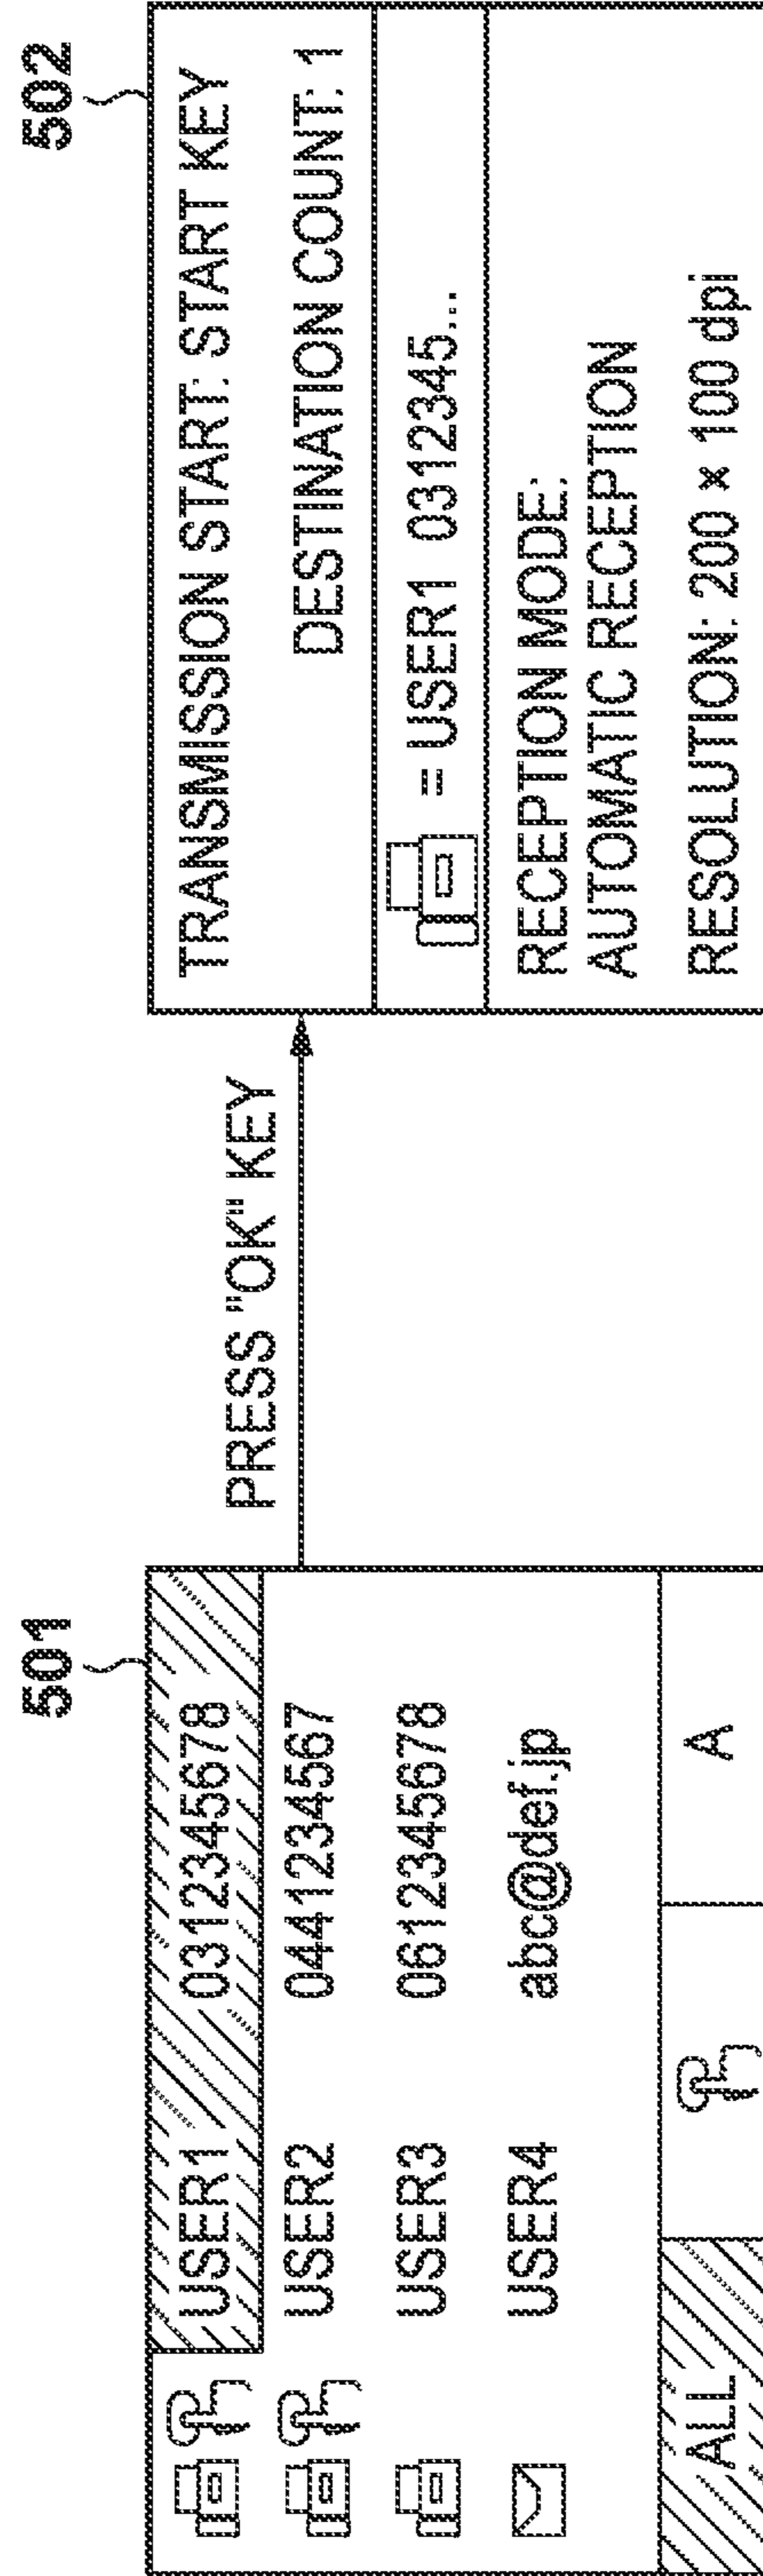 501
USER1 0312345678
USER2 0441234567
USER3 0612345678
USER4 abc@def.jp
ALL A
PRESS "OK" KEY
502
TRANSMISSION START: START KEY
DESTINATION COUNT: 1
= USER1 0312345...
RECEPTION MODE:
AUTOMATIC RECEPTION
RESOLUTION: 200 × 100 dpi